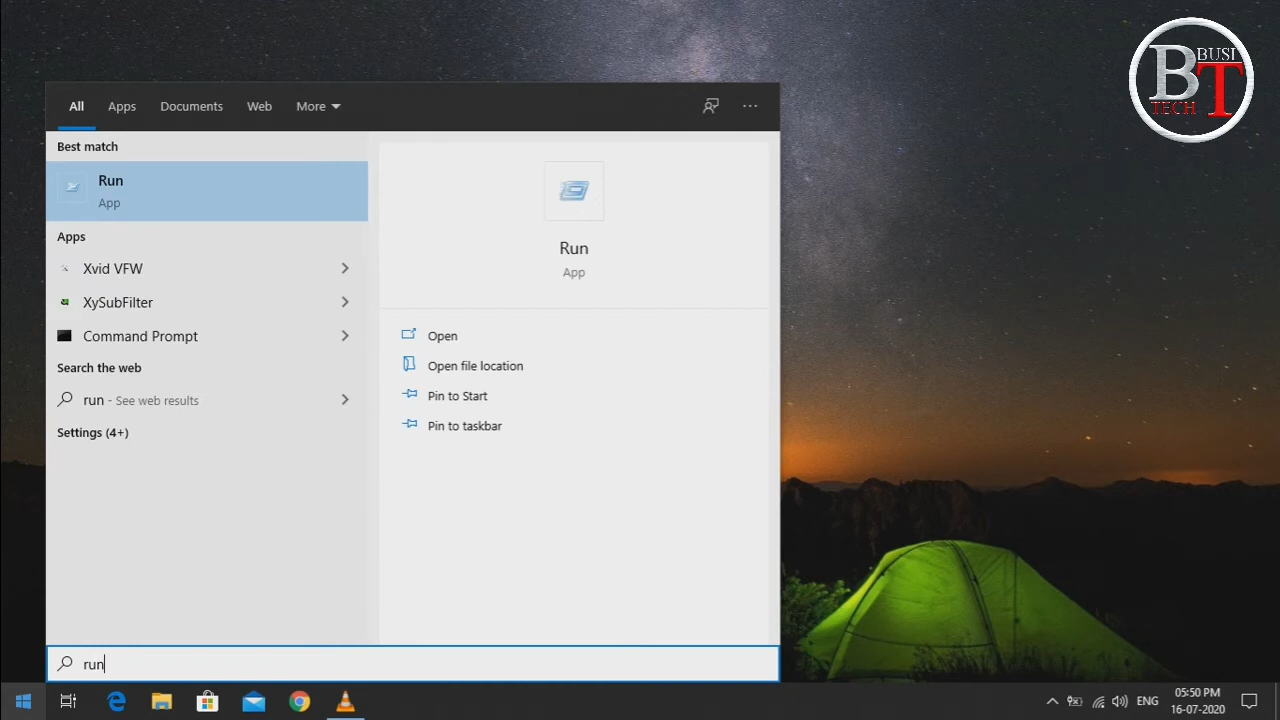 BUSI
BT
TECH
All Apps Documents Web More
Best match
Run
App
Apps
Xvid VFW
XySubFilter
Command Prompt
Search the web
run - See web results
Settings (4+)
Run
App
Open
Open file location
Pin to Start
Pin to taskbar
run
ENG
05:50 PM
16-07-2020